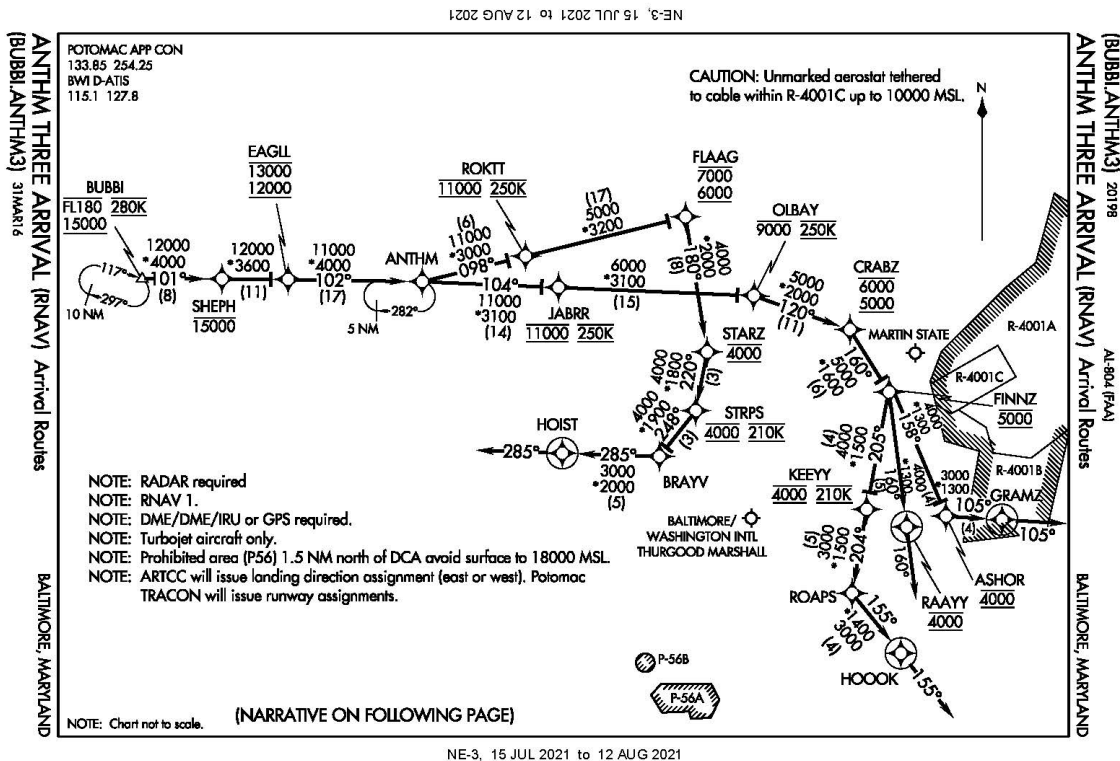 NE-3, 15 JUL 2021 to 12 AUG 2021
(BUBBI.ANTHM3) 31MAR16
ANTHM THREE ARRIVAL (RNAV) Arrival Routes
BALTIMORE, MARYLAND
(BUBBI.ANTHM3) 20198
ANTHM THREE ARRIVAL (RNAV) Arrival Routes
AL-804 (FAA)
BALTIMORE, MARYLAND
POTOMAC APP CON
133.85 254.25
BWI D-ATIS
115.1 127.8
CAUTION: Unmarked aerostat tethered
to cable within R-4001C up to 10000 MSL.
N
BUBBI
FL180 280K
15000
117°
297°
10 NM
12000
*4000
101°
(8)
SHEPH
15000
12000
*3600
(11)
EAGLL
13000
12000
11000
*4000
102°
(17)
ANTHM
282°
5 NM
(6)
11000
*3000
098°
ROKTT
11000 250K
(17)
5000
*3200
FLAAG
7000
6000
4000
*2000
180°
(8)
104°
11000
*3100
(14)
JABRR
11000 250K
6000
*3100
(15)
OLBAY
9000 250K
5000
*2000
120°
(11)
CRABZ
6000
5000
160°
5000
*1600
(6)
MARTIN STATE
R-4001A
R-4001C
R-4001B
FINNZ
5000
STARZ
4000
4000
*1800
220°
(3)
STRPS
4000 210K
4000
*1900
248°
(3)
BRAYV
285°
3000
*2000
(5)
HOIST
285°
(4)
4000
*1500
205°
KEEYY
4000 210K
(5)
3000
*1500
204°
ROAPS
155°
*1400
3000
(4)
HOOOK
155°
160°
*1300
(5)
RAAYY
4000
160°
4000
*1300
158°
4000
(4)
ASHOR
4000
3000
*1300
105°
(4)
GRAMZ
105°
BALTIMORE/
WASHINGTON INTL
THURGOOD MARSHALL
P-56B
P-56A
NOTE: RADAR required
NOTE: RNAV 1.
NOTE: DME/DME/IRU or GPS required.
NOTE: Turbojet aircraft only.
NOTE: Prohibited area (P56) 1.5 NM north of DCA avoid surface to 18000 MSL.
NOTE: ARTCC will issue landing direction assignment (east or west). Potomac
TRACON will issue runway assignments.
NOTE: Chart not to scale.
(NARRATIVE ON FOLLOWING PAGE)
NE-3, 15 JUL 2021 to 12 AUG 2021